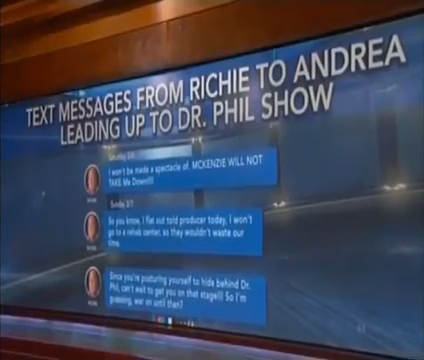 TEXT MESSAGES FROM RICHIE TO ANDREA
LEADING UP TO DR. PHIL SHOW
I won't be made a spectacle of. MCKENZIE WILL NOT
TAKE Me Down!!!
So you know, I flat out told producer today, I won't
go to a rehab center, so they wouldn't waste our
time.
Since you're posturing yourself to hide behind Dr.
Phil, can't wait to get you on that stage!!! So I'm
guessing, war on until then?